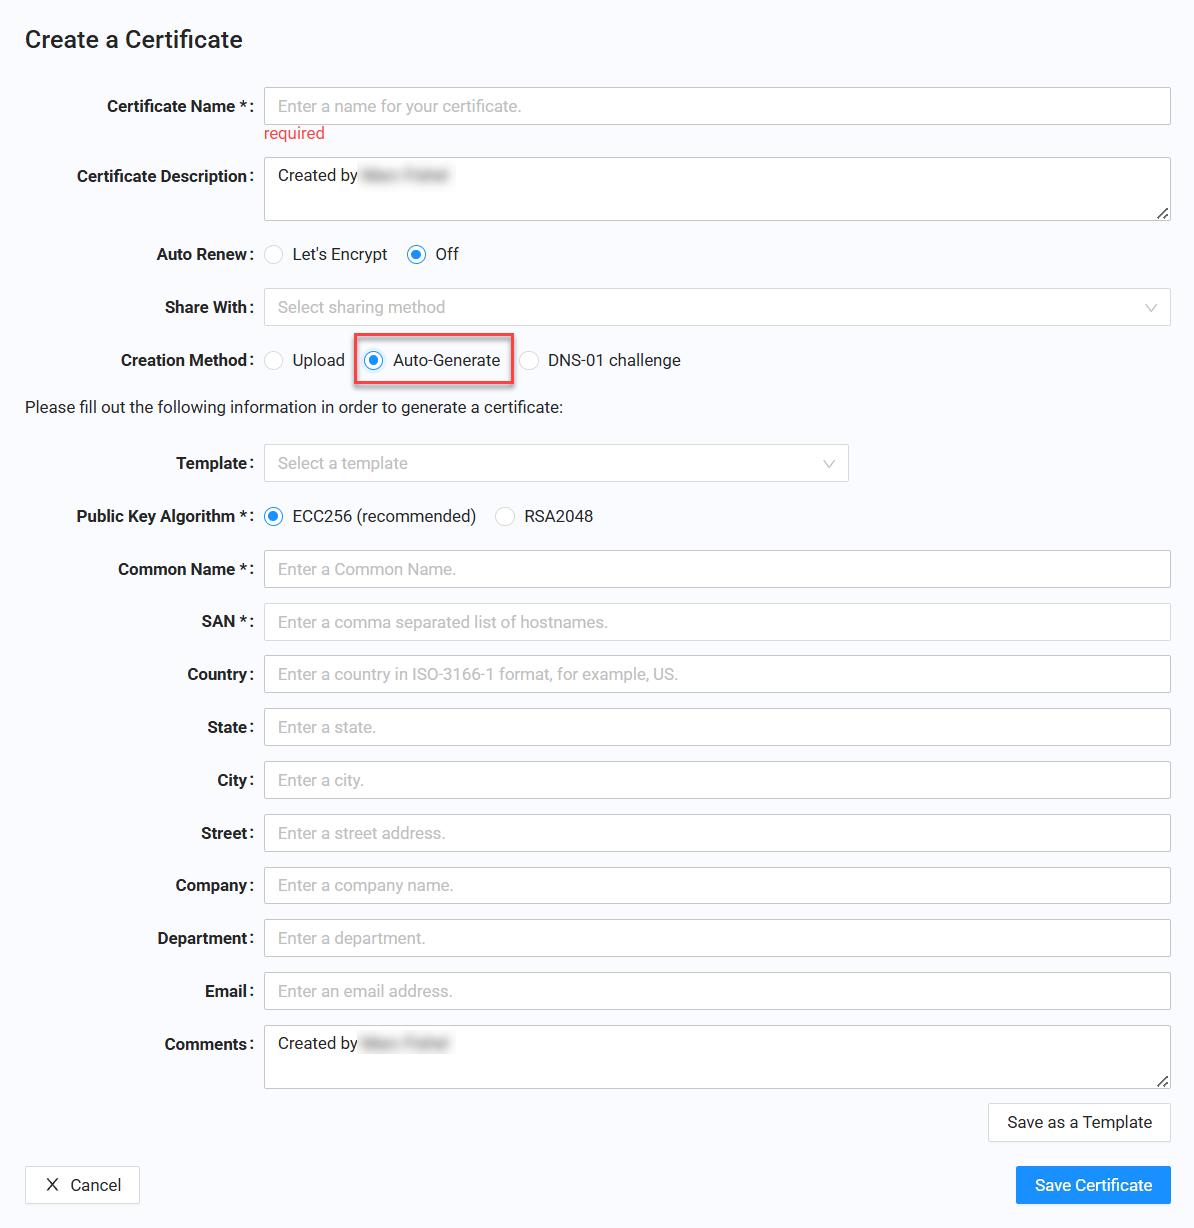 Create a Certificate
Certificate Name *: Enter a name for your certificate.
required
Certificate Description: Created by
Auto Renew: Let's Encrypt Off
Share With: Select sharing method
Creation Method: Upload Auto-Generate DNS-01 challenge
Please fill out the following information in order to generate a certificate:
Template: Select a template
Public Key Algorithm *: ECC256 (recommended) RSA2048
Common Name *: Enter a Common Name.
SAN *: Enter a comma separated list of hostnames.
Country: Enter a country in ISO-3166-1 format, for example, US.
State: Enter a state.
City: Enter a city.
Street: Enter a street address.
Company: Enter a company name.
Department: Enter a department.
Email: Enter an email address.
Comments: Created by
Save as a Template
Cancel Save Certificate